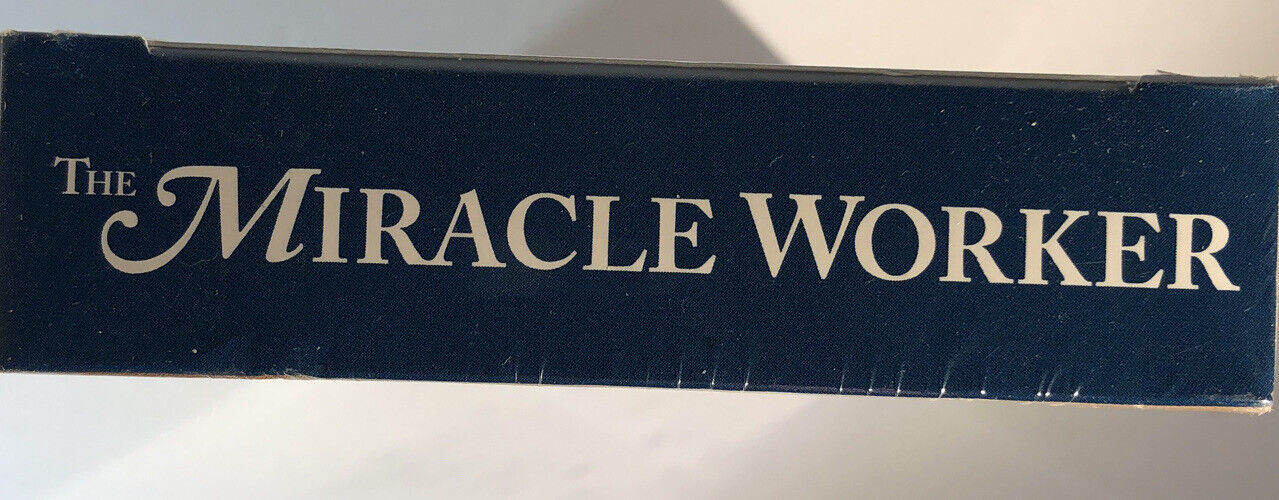 THE MIRACLE WORKER